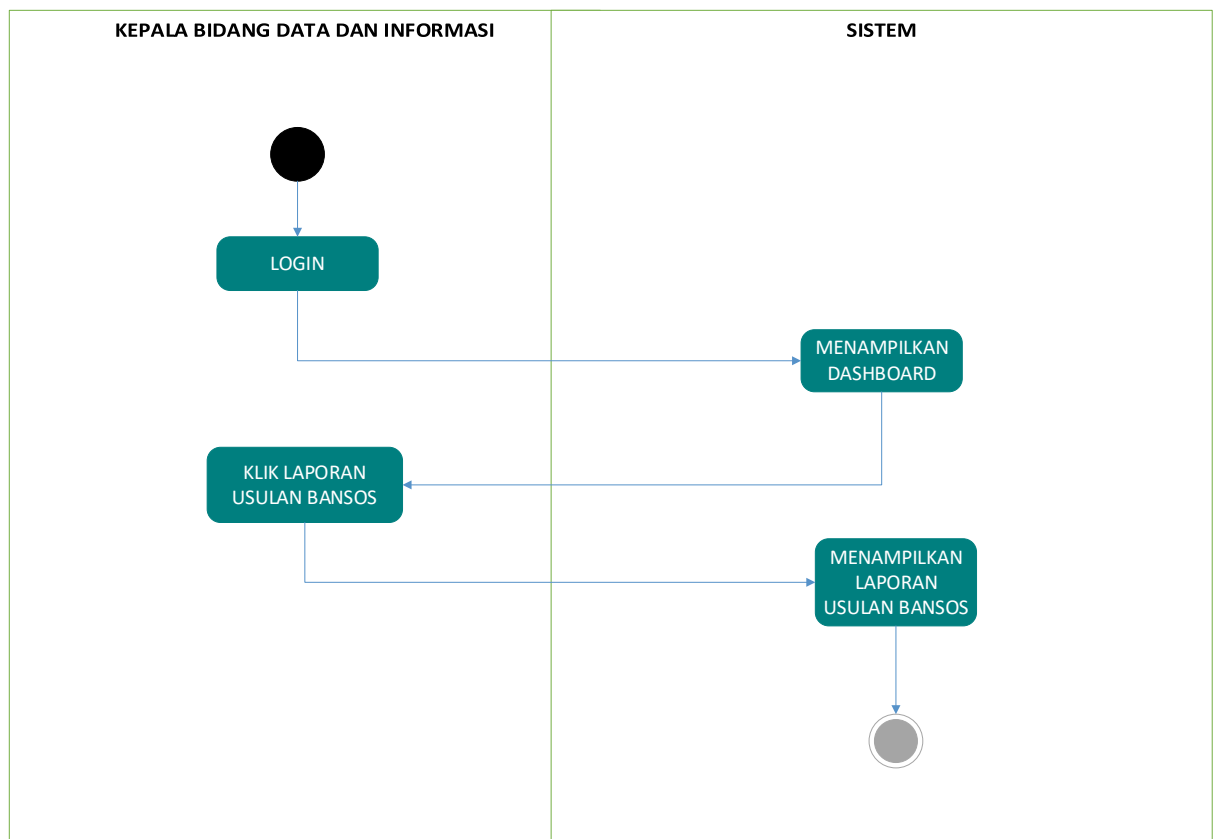 KEPALA BIDANG DATA DAN INFORMASI
SISTEM
LOGIN
MENAMPILKAN
DASHBOARD
KLIK LAPORAN
USULAN BANSOS
MENAMPILKAN
LAPORAN
USULAN BANSOS